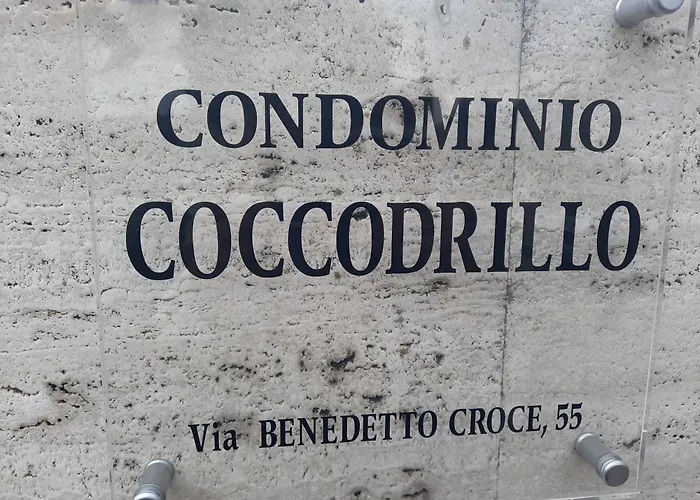 CONDOMINIO
COCCODRILLO
Via BENEDETTO CROCE, 55